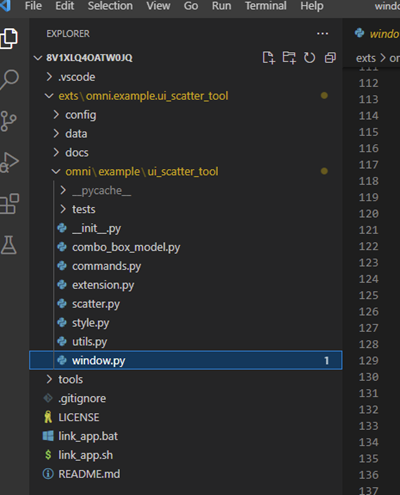 File Edit Selection View Go Run Terminal Help windo
EXPLORER
windo
8V1XLQ4OATW0JQ
exts > o
.vscode
exts\omni.example.ui_scatter_tool
config
data
docs
omni\example\ui_scatter_tool
__pycache__
tests
__init__.py
combo_box_model.py
commands.py
extension.py
scatter.py
style.py
utils.py
window.py 1
tools
.gitignore
LICENSE
link_app.bat
link_app.sh
README.md
111
112
113
114
115
116
117
118
119
120
121
122
123
124
125
126
127
128
129
130
131
132
133
134
135
136
137